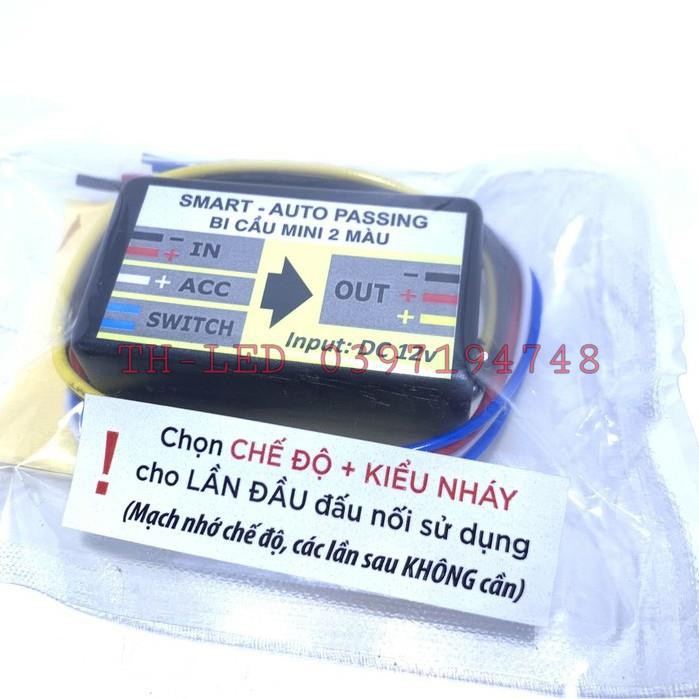 SMART - AUTO PASSING
BI CẦU MINI 2 MÀU
- IN
+
+ ACC
SWITCH
OUT
-
+
+
Input: DC 12v
TH-LED 0397194748
! Chọn CHẾ ĐỘ + KIỂU NHÁY
cho LẦN ĐẦU đấu nối sử dụng
(Mạch nhớ chế độ, các lần sau KHÔNG cần)